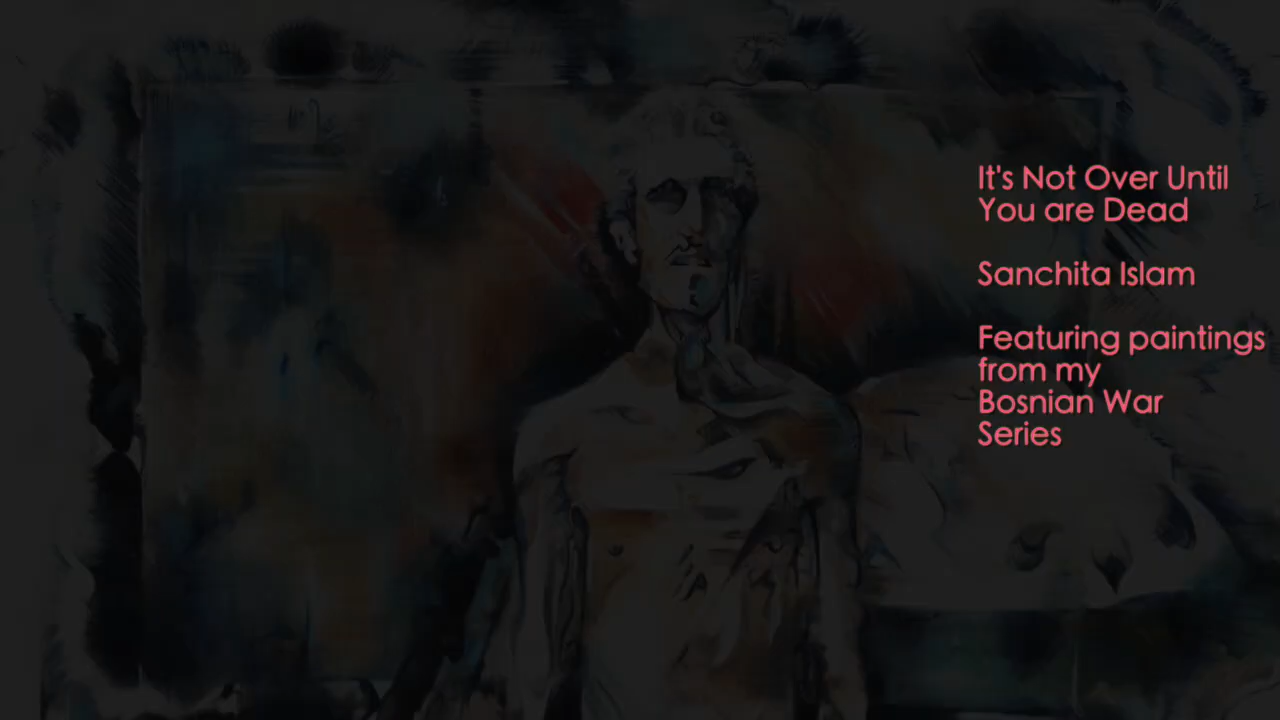 It's Not Over Until
You are Dead
Sanchita Islam
Featuring paintings
from my
Bosnian War
Series